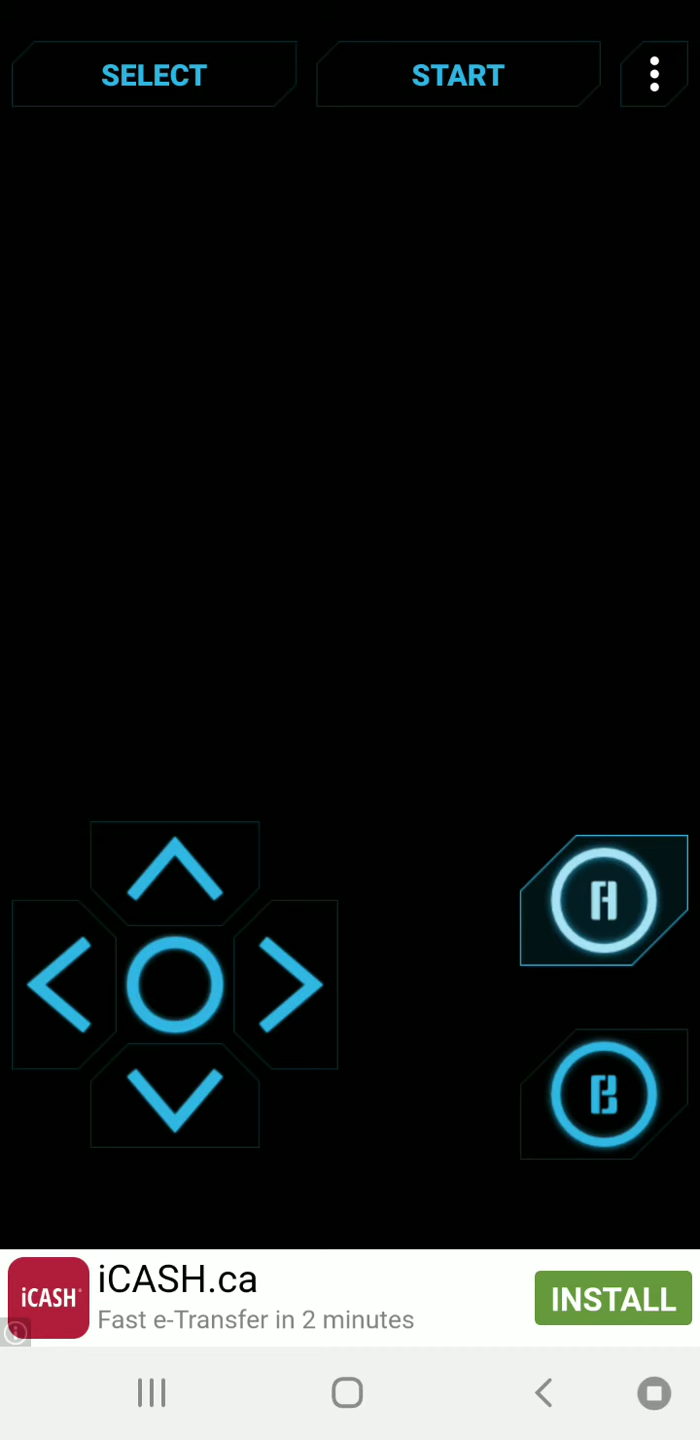 SELECT
START
A
B
iCASH
iCASH.ca
Fast e-Transfer in 2 minutes
INSTALL